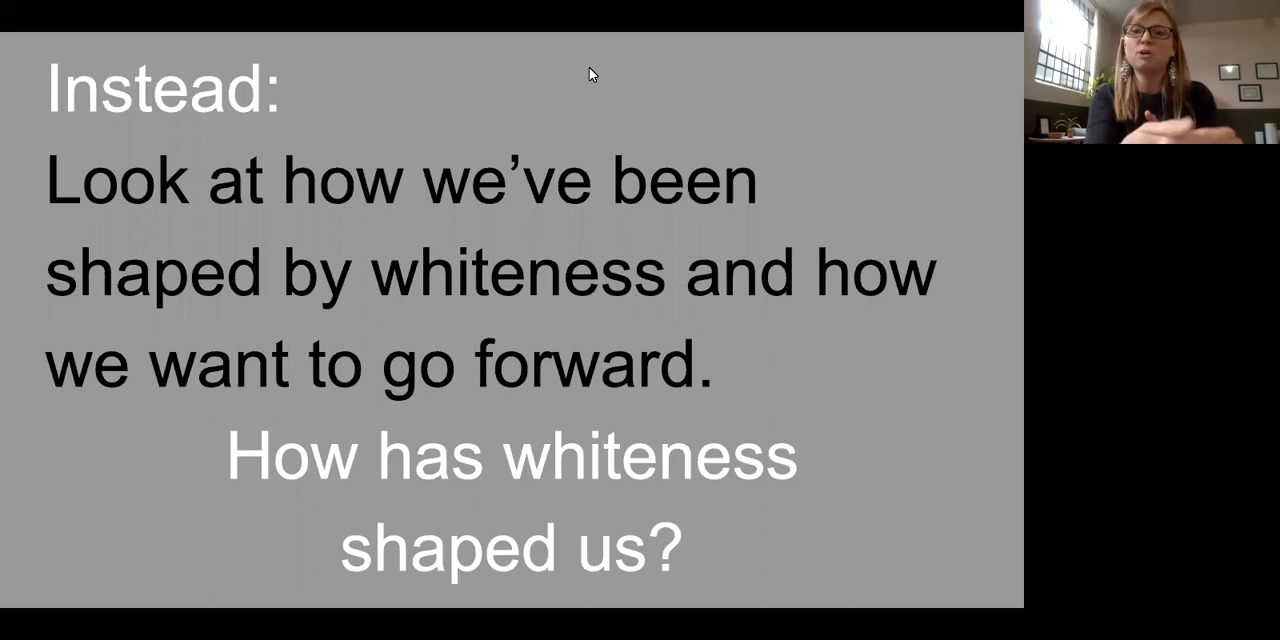 Instead:
Look at how we’ve been
shaped by whiteness and how
we want to go forward.
How has whiteness
shaped us?